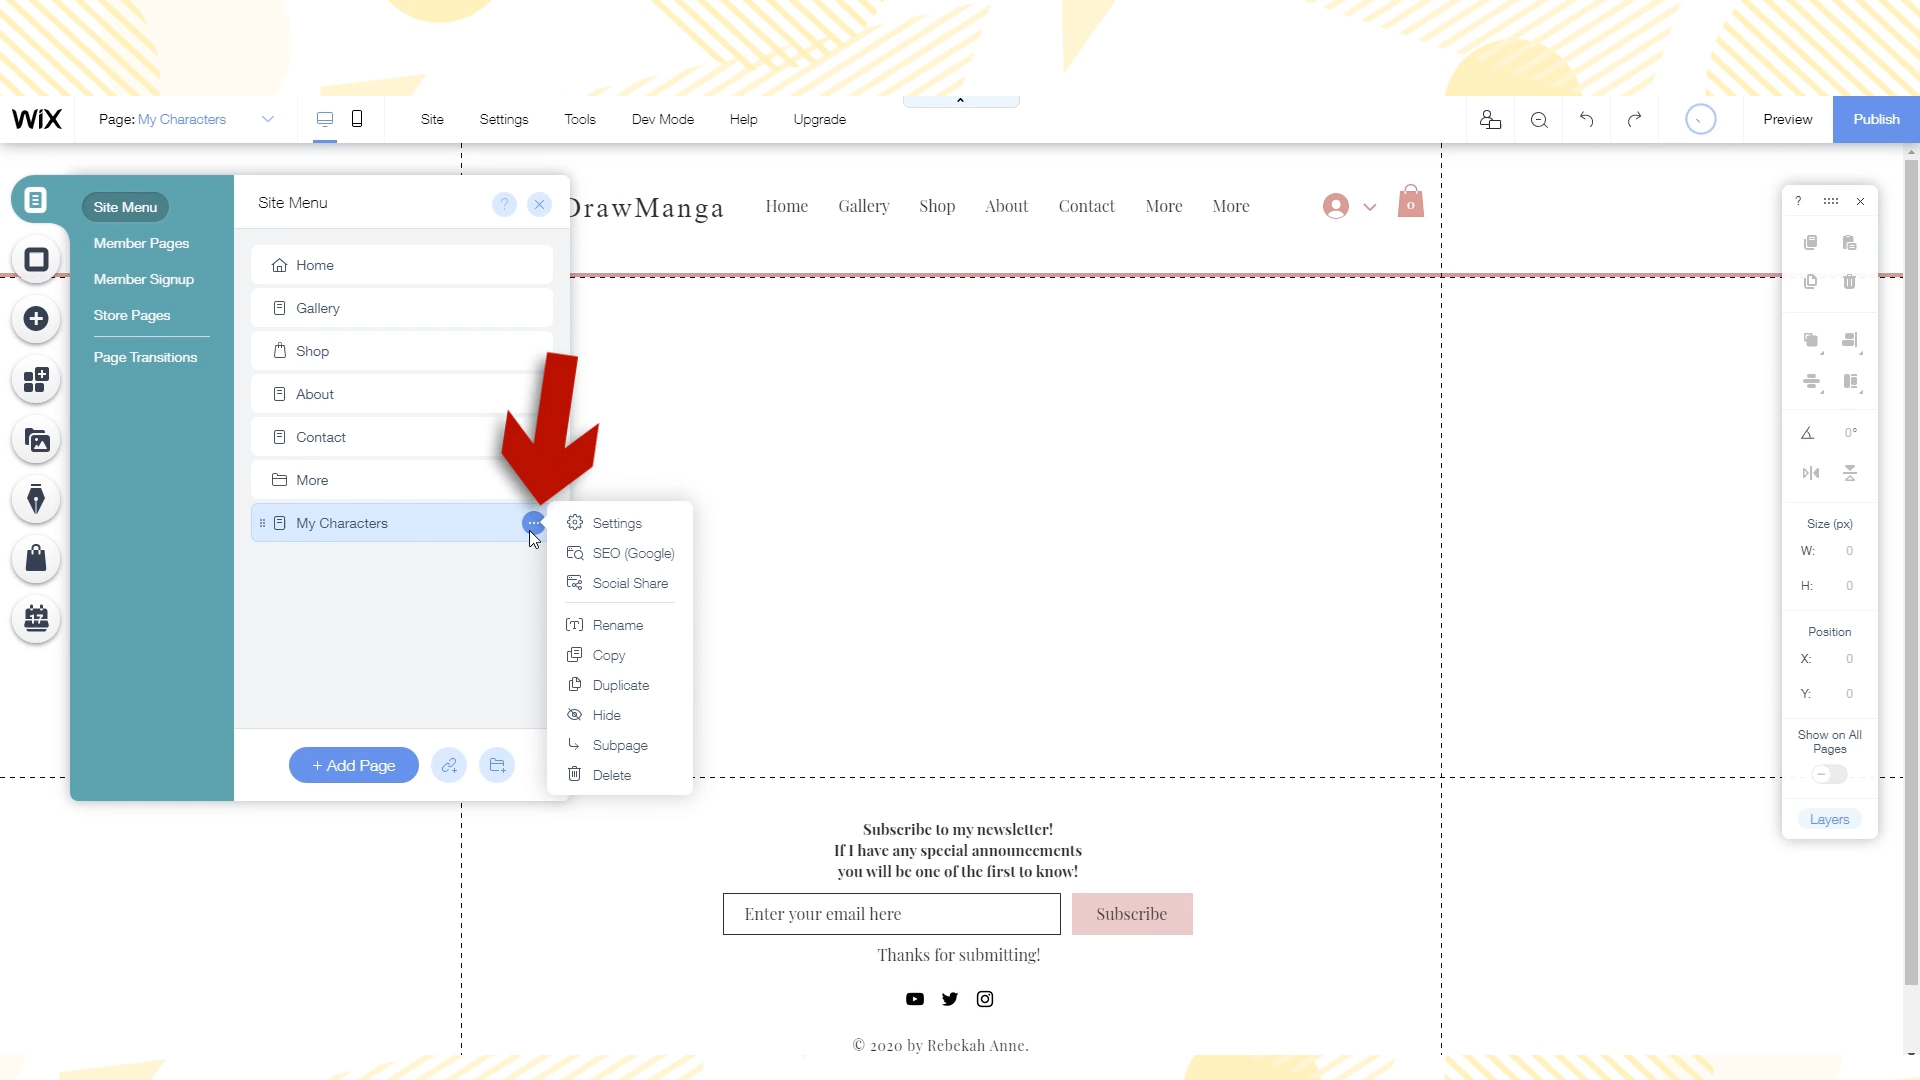 WiX
Page: My Characters
Site
Settings
Tools
Dev Mode
Help
Upgrade
Preview
Publish
Site Menu
Member Pages
Member Signup
Store Pages
Page Transitions
Site Menu
?
Home
Gallery
Shop
About
Contact
More
My Characters
+ Add Page
Settings
SEO (Google)
Social Share
Rename
Copy
Duplicate
Hide
Subpage
Delete
17
DrawManga
Home
Gallery
Shop
About
Contact
More
More
0
Subscribe to my newsletter!
If I have any special announcements
you will be one of the first to know!
Enter your email here
Subscribe
Thanks for submitting!
© 2020 by Rebekah Anne.
?
0°
Size (px)
W: 0
H: 0
Position
X: 0
Y: 0
Show on All
Pages
Layers